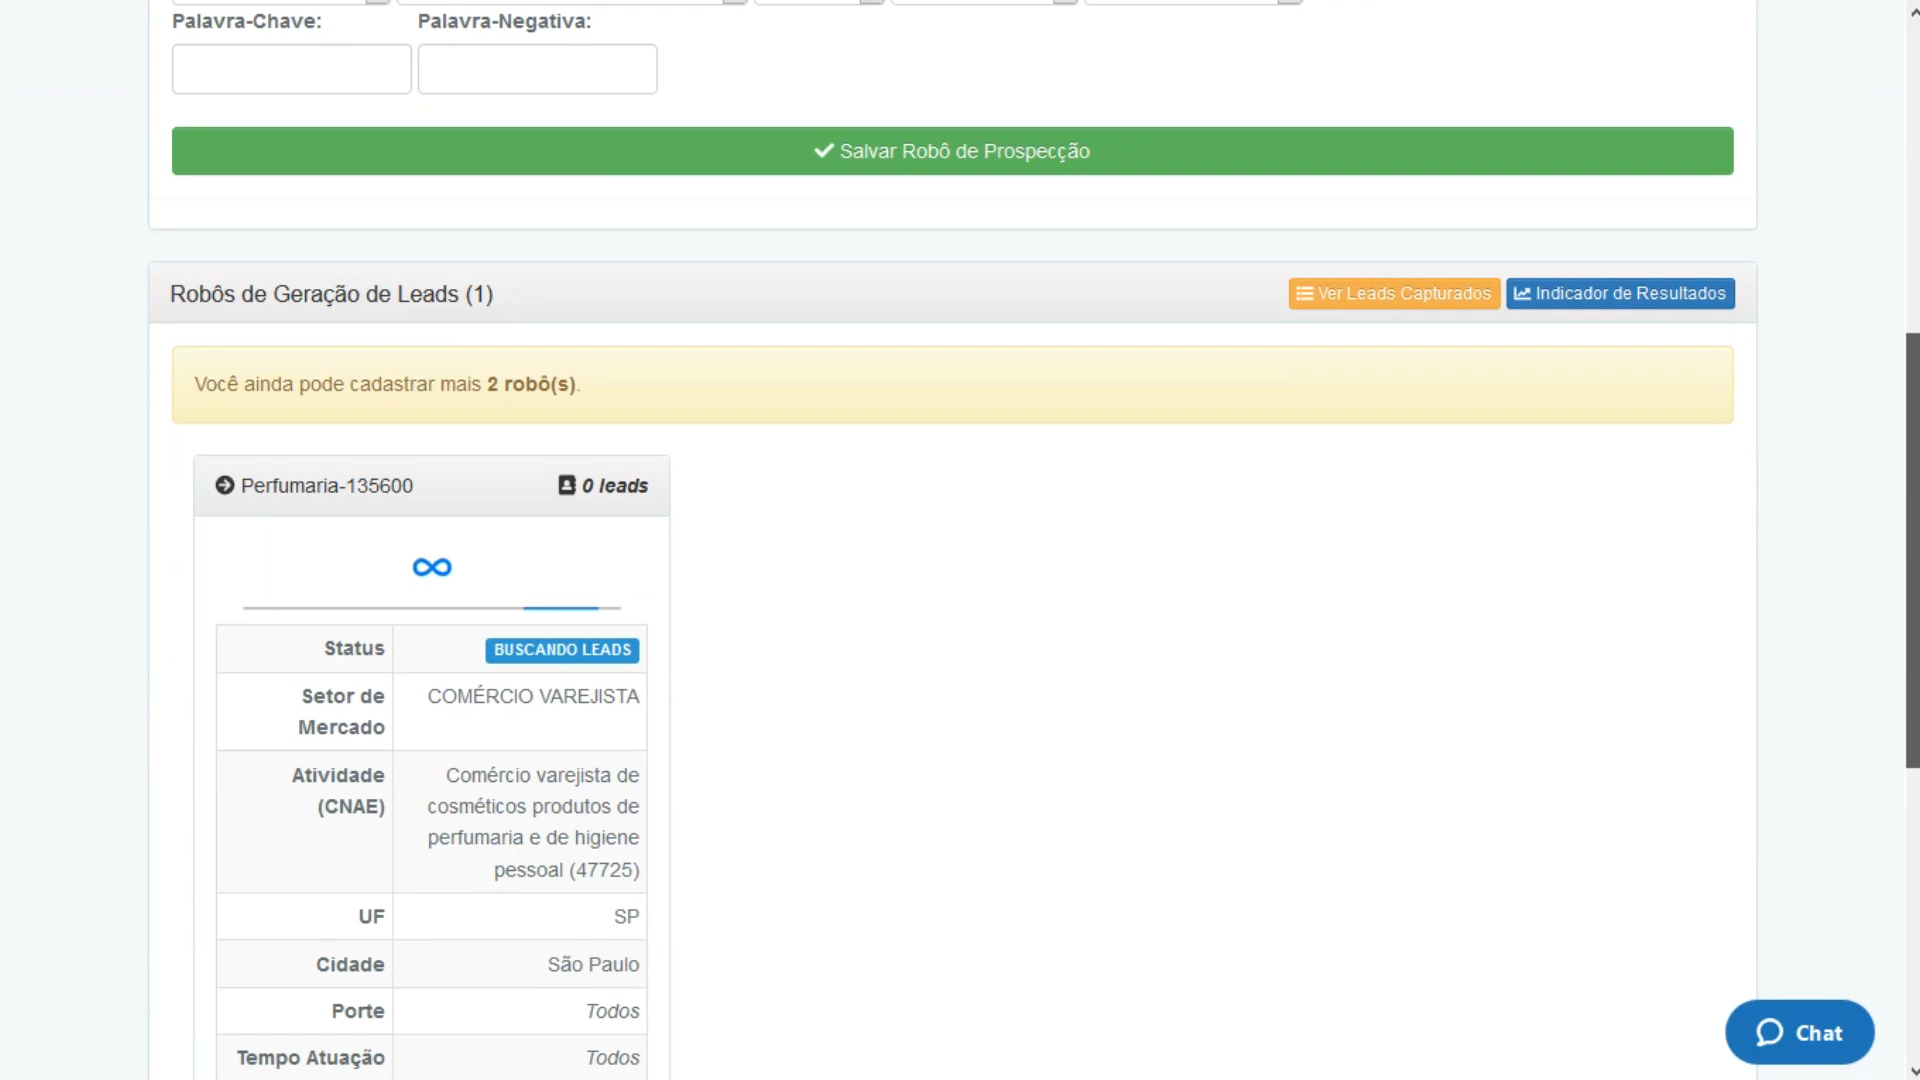 Palavra-Chave: Palavra-Negativa:
Salvar Robô de Prospecção
Robôs de Geração de Leads (1)
Ver Leads Capturados
Indicador de Resultados
Você ainda pode cadastrar mais 2 robô(s).
Perfumaria-135600
0 leads
Status BUSCANDO LEADS
Setor de COMÉRCIO VAREJISTA
Mercado
Atividade Comércio varejista de
(CNAE) cosméticos produtos de
perfumaria e de higiene
pessoal (47725)
UF SP
Cidade São Paulo
Porte Todos
Tempo Atuação Todos
Chat